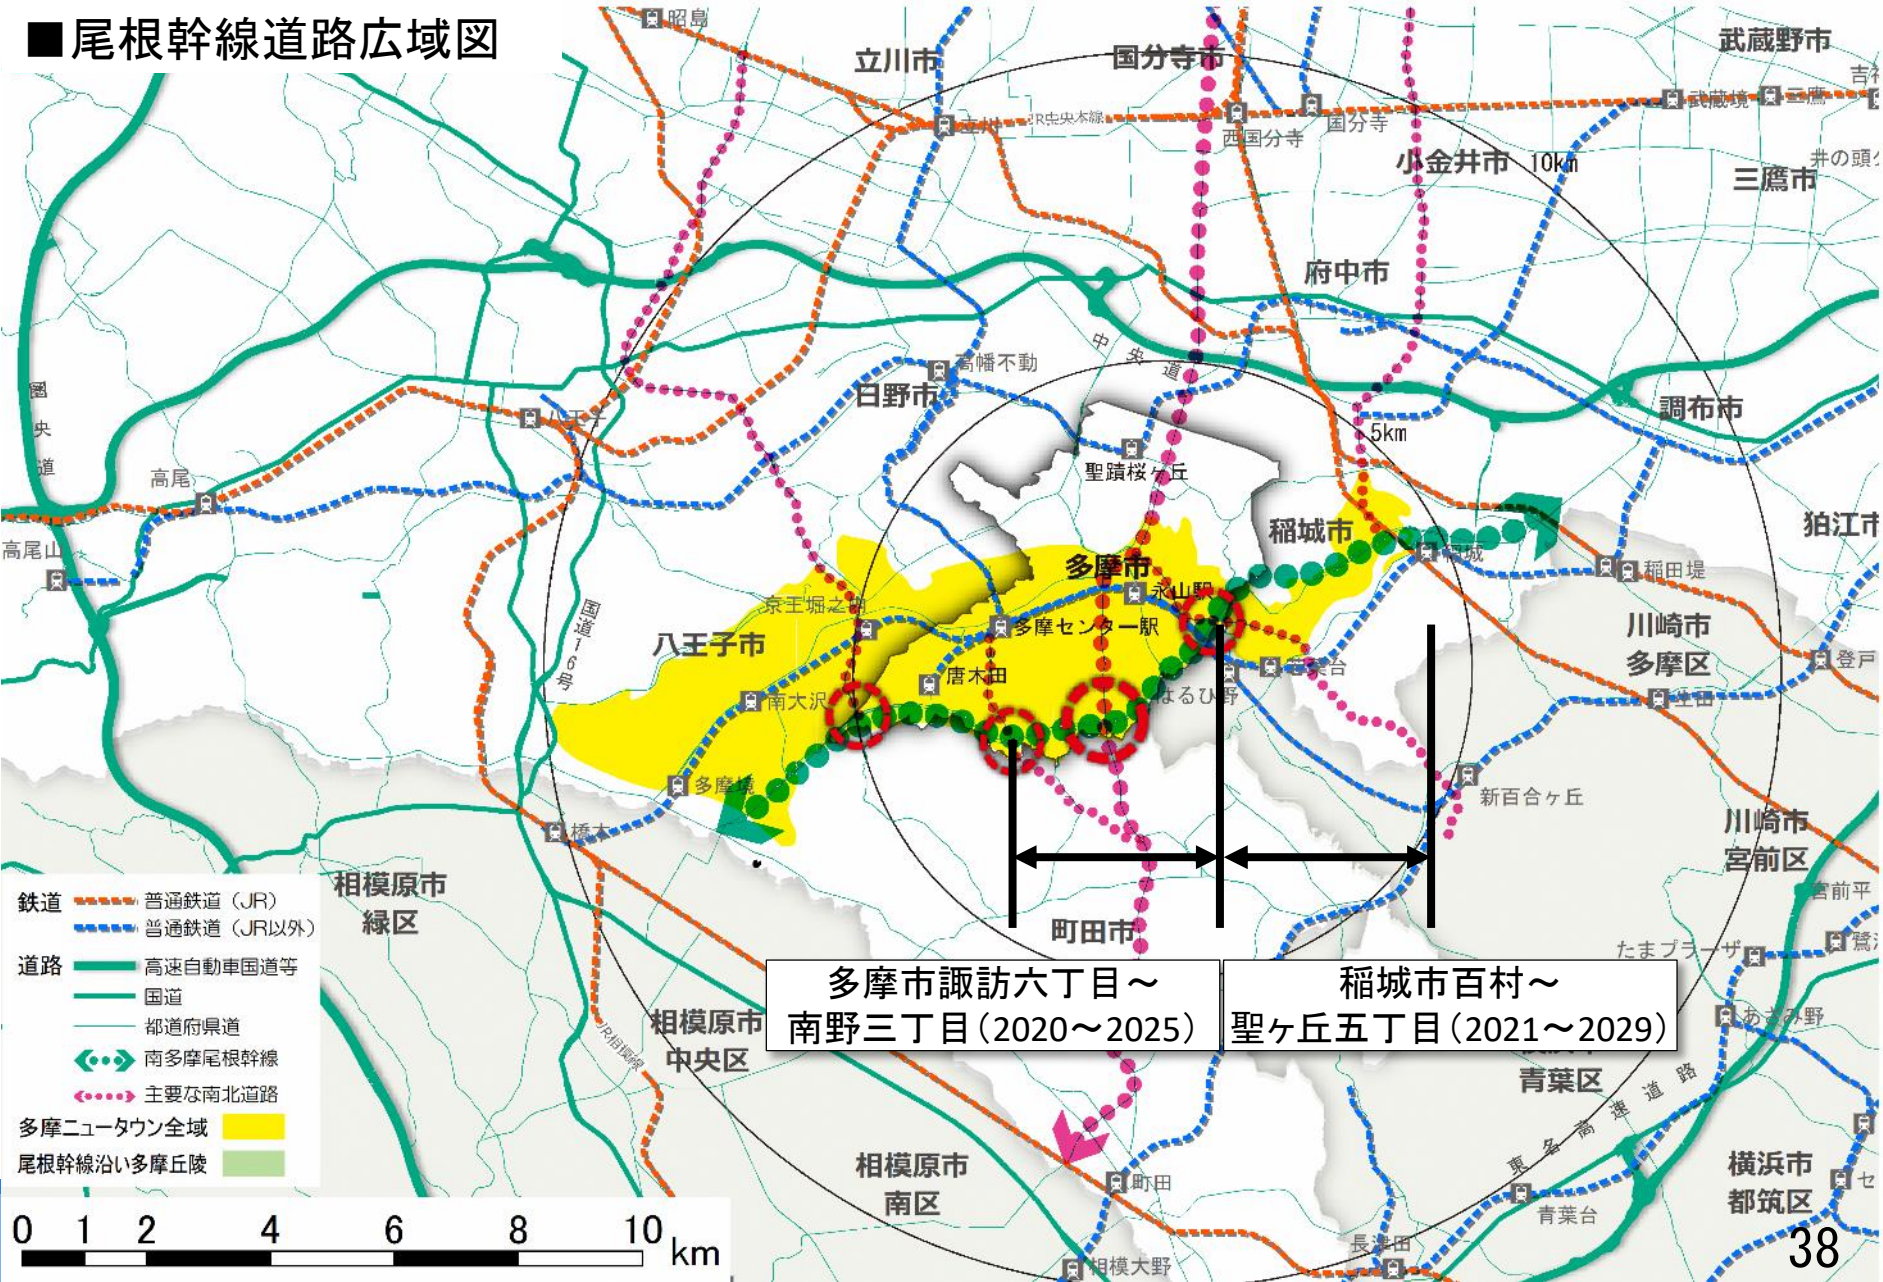 ■尾根幹線道路広域図
昭島
立川市
国分寺市
武蔵野市
立川
JR中央本線
西国分寺
国分寺
武蔵境
三鷹
小金井市
10km
三鷹市
府中市
中央道
圏央道
高幡不動
日野市
八王子
調布市
5km
高尾
聖蹟桜ヶ丘
稲城市
狛江市
高尾山
稲城
稲田堤
多摩市
永山駅
国道16号
八王子市
多摩センター駅
川崎市
多摩区
唐木田
若葉台
登戸
南大沢
はるひ野
生田
多摩境
新百合ヶ丘
橋本
川崎市
宮前区
宮前平
相模原市
緑区
町田市
たまプラーザ
多摩市諏訪六丁目～
南野三丁目（2020～2025）
稲城市百村～
聖ヶ丘五丁目（2021～2029）
相模原市
中央区
JR相模線
あざみ野
青葉区
東名高速道路
相模原市
南区
町田
青葉台
横浜市
都筑区
長津田
相模大野
鉄道
普通鉄道（JR）
普通鉄道（JR以外）
道路
高速自動車国道等
国道
都道府県道
南多摩尾根幹線
主要な南北道路
多摩ニュータウン全域
尾根幹線沿い多摩丘陵
0 1 2 4 6 8 10 km
38